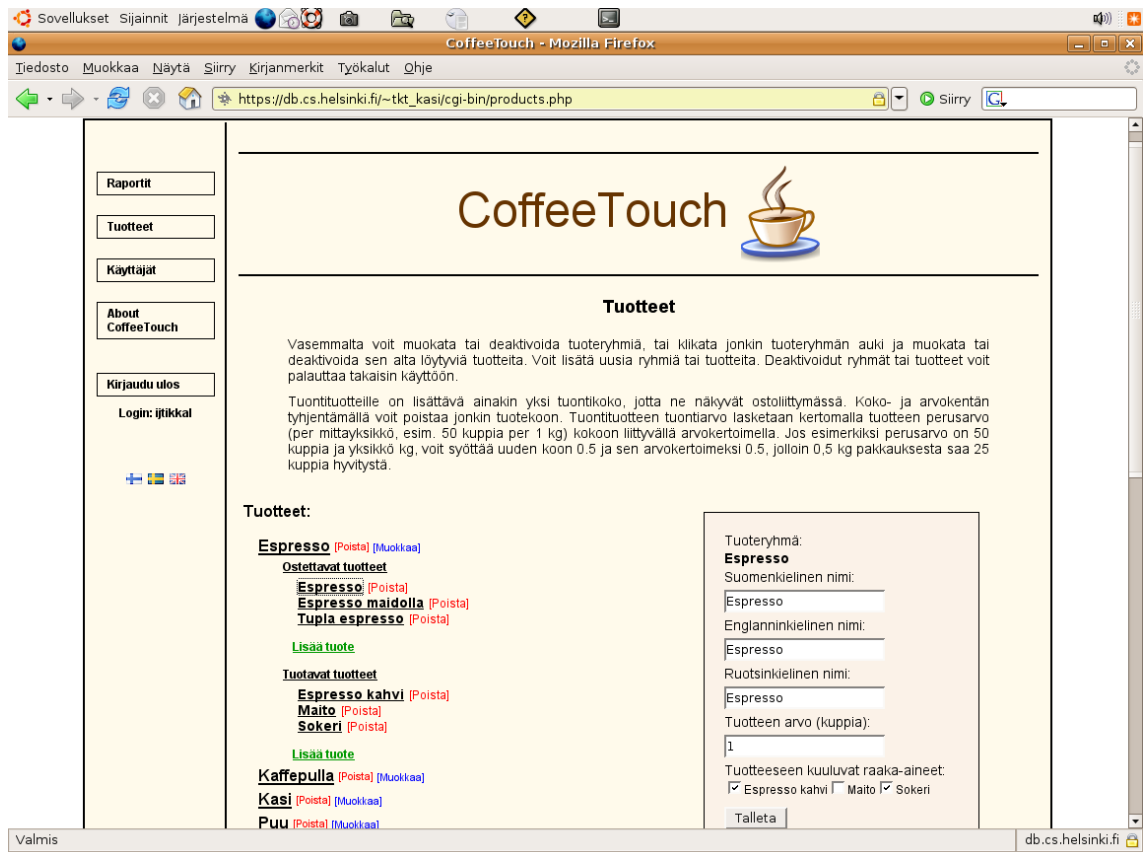 Sovellukset Sijainnit Järjestelmä
CoffeeTouch - Mozilla Firefox
Tiedosto Muokkaa Näytä Siirry Kirjanmerkit Työkalut Ohje
https://db.cs.helsinki.fi/~tkt_kasi/cgi-bin/products.php
Siirry
G
Raportit
Tuotteet
Käyttäjät
About
CoffeeTouch
Kirjaudu ulos
Login: ijtikkal
CoffeeTouch
Tuotteet
Vasemmalta voit muokata tai deaktivoida tuoteryhmiä, tai klikata jonkin tuoteryhmän auki ja muokata tai
deaktivoida sen alta löytyviä tuotteita. Voit lisätä uusia ryhmiä tai tuotteita. Deaktivoidut ryhmät tai tuotteet voit
palauttaa takaisin käyttöön.
Tuontituotteille on lisättävä ainakin yksi tuontikoko, jotta ne näkyvät ostoliittymässä. Koko- ja arvokentän
tyhjentämällä voit poistaa jonkin tuotekoon. Tuontituotteen tuontiarvo lasketaan kertomalla tuotteen perusarvo
(per mittayksikkö, esim. 50 kuppia per 1 kg) kokoon liittyvällä arvokertoimella. Jos esimerkiksi perusarvo on 50
kuppia ja yksikkö kg, voit syöttää uuden koon 0.5 ja sen arvokertoimeksi 0.5, jolloin 0,5 kg pakkauksesta saa 25
kuppia hyvitystä.
Tuotteet:
Espresso [Poista] [Muokkaa]
Ostettavat tuotteet
Espresso [Poista]
Espresso maidolla [Poista]
Tupla espresso [Poista]
Lisää tuote
Tuotavat tuotteet
Espresso kahvi [Poista]
Maito [Poista]
Sokeri [Poista]
Lisää tuote
Kaffepulla [Poista] [Muokkaa]
Kasi [Poista] [Muokkaa]
Puu [Poista] [Muokkaa]
Tuoteryhmä:
Espresso
Suomenkielinen nimi:
Espresso
Englanninkielinen nimi:
Espresso
Ruotsinkielinen nimi:
Espresso
Tuotteen arvo (kuppia):
1
Tuotteeseen kuuluvat raaka-aineet:
Espresso kahvi Maito Sokeri
Talleta
Valmis
db.cs.helsinki.fi